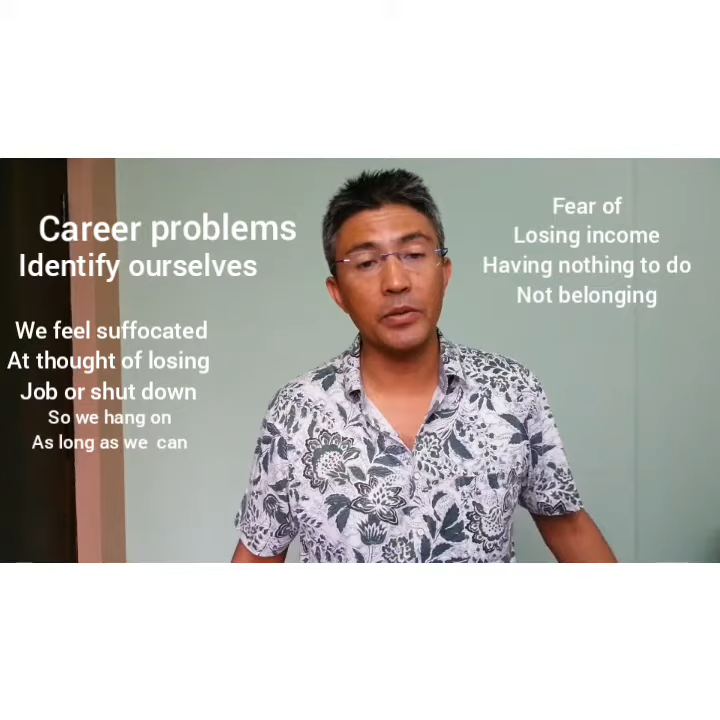 Career problems
Identify ourselves
We feel suffocated
At thought of losing
Job or shut down
So we hang on
As long as we can
Fear of
Losing income
Having nothing to do
Not belonging